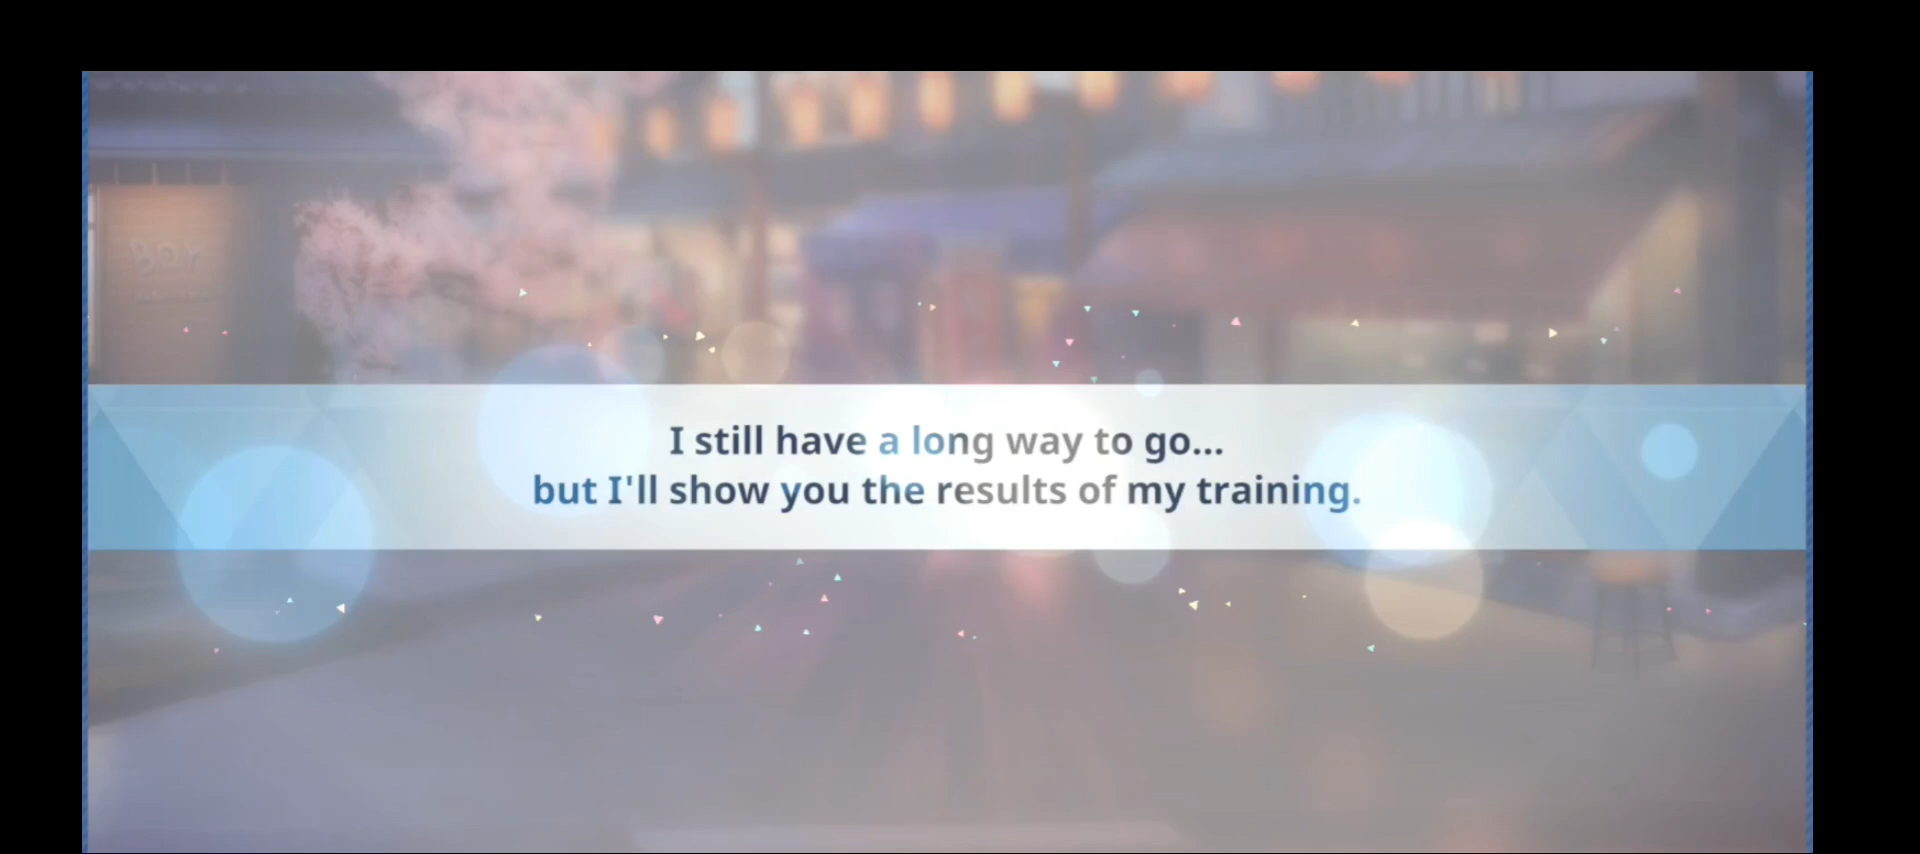 I still have a long way to go...
but I'll show you the results of my training.